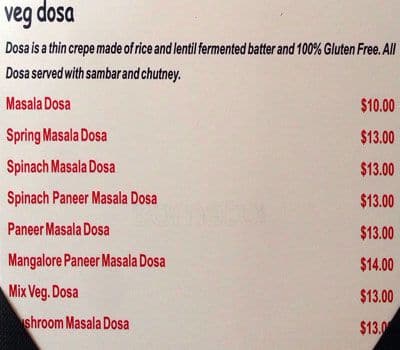 veg dosa
Dosa is a thin crepe made of rice and lentil fermented batter and 100% Gluten Free. All
Dosa served with sambar and chutney.
Masala Dosa $10.00
Spring Masala Dosa $13.00
Spinach Masala Dosa $13.00
Spinach Paneer Masala Dosa $13.00
Paneer Masala Dosa $13.00
Mangalore Paneer Masala Dosa $14.00
Mix Veg. Dosa $13.00
shroom Masala Dosa $13.0